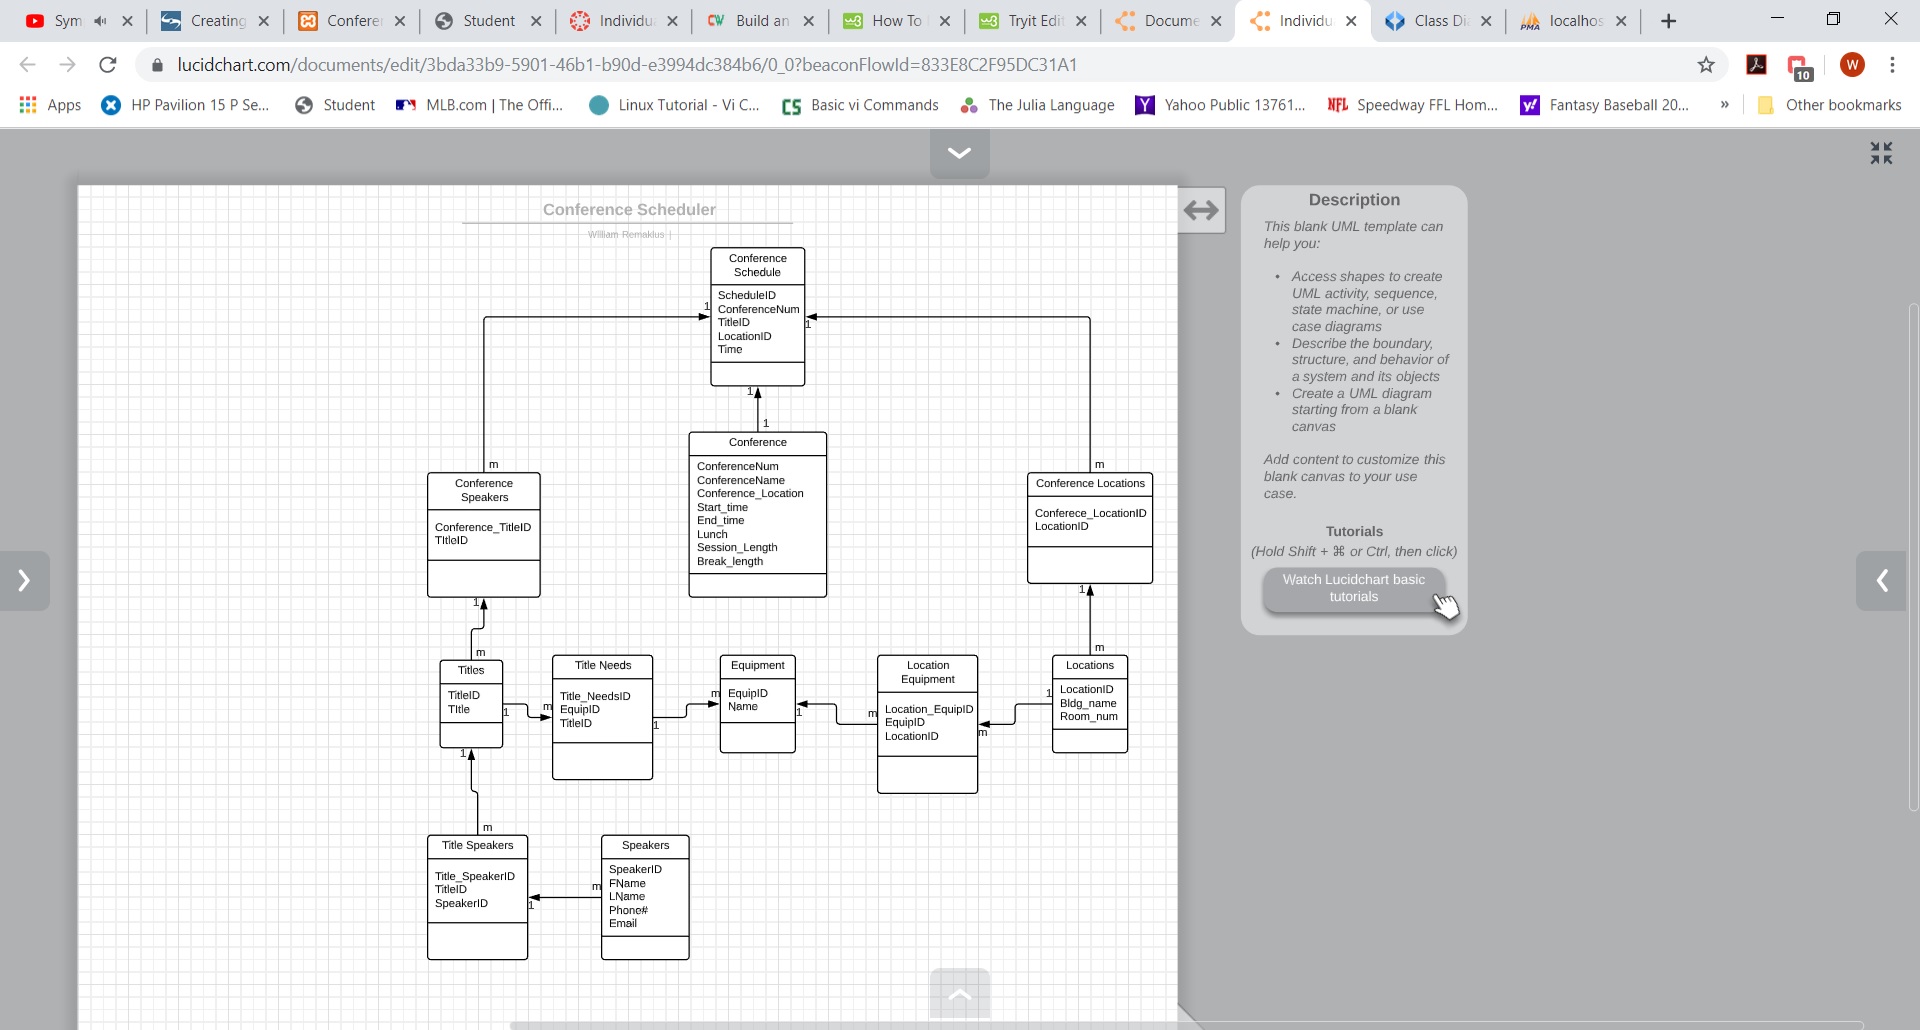 Sym
Creating
Confere
Student
Individu
CW Build an
w3 How To
w3 Tryit Edit
Docume
Individu
Class Di
PMA localhos
lucidchart.com/documents/edit/3bda33b9-5901-46b1-b90d-e3994dc384b6/0_0?beaconFlowId=833E8C2F95DC31A1
10
W
Apps
HP Pavilion 15 P Se...
Student
MLB.com | The Offi...
Linux Tutorial - Vi C...
CS Basic vi Commands
The Julia Language
Y Yahoo Public 13761...
NFL Speedway FFL Hom...
y! Fantasy Baseball 20...
»
Other bookmarks
Conference Scheduler
William Remaklus |
Conference
Schedule
ScheduleID
ConferenceNum
TitleID
LocationID
Time
1
1
1
1
Conference
ConferenceNum
ConferenceName
Conference_Location
Start_time
End_time
Lunch
Session_Length
Break_length
m
Conference
Speakers
Conference_TitleID
TItleID
1
m
Conference Locations
Conferece_LocationID
LocationID
1
m
Titles
TitleID
TItle
1
m
Title Needs
Title_NeedsID
EquipID
TitleID
1
m
Equipment
EquipID
Name
1
m
Location
Equipment
Location_EquipID
EquipID
LocationID
m
m
1
Locations
LocationID
Bldg_name
Room_num
1
m
Title Speakers
Title_SpeakerID
TitleID
SpeakerID
1
m
Speakers
SpeakerID
FName
LName
Phone#
Email
Description
This blank UML template can
help you:
• Access shapes to create
UML activity, sequence,
state machine, or use
case diagrams
• Describe the boundary,
structure, and behavior of
a system and its objects
• Create a UML diagram
starting from a blank
canvas
Add content to customize this
blank canvas to your use
case.
Tutorials
(Hold Shift + ⌘ or Ctrl, then click)
Watch Lucidchart basic
tutorials